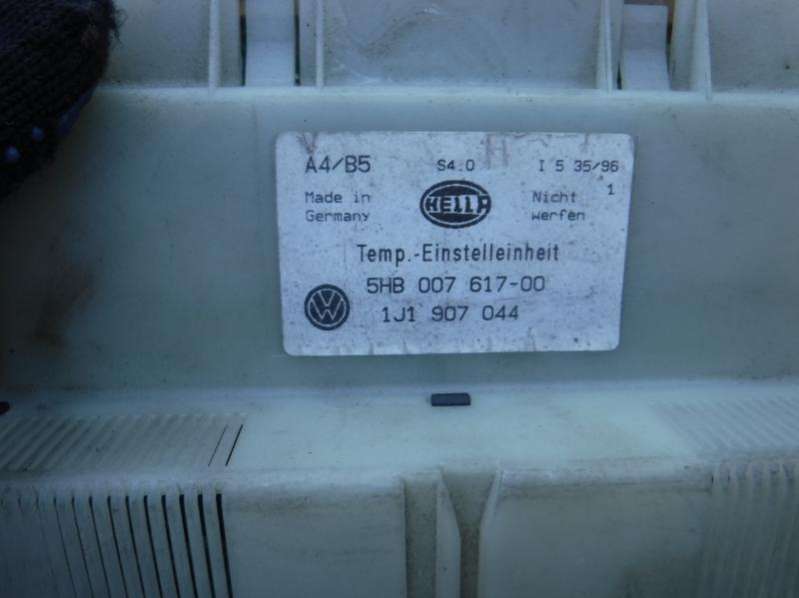 A4/B5 S4.0 I 5 35/96
1
Made in HELLA Nicht
Germany werfen
Temp.-Einstelleinheit
5HB 007 617-00
VW 1J1 907 044